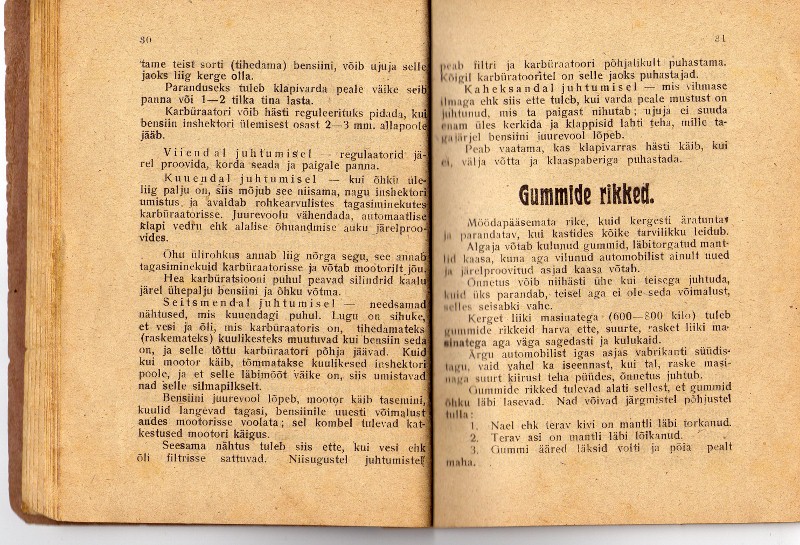 30
tame teist sorti (tihedama) bensiini, võib ujuja selle
jaoks liig kerge olla.
Paranduseks tuleb klapivarda peale väike seib
panna või 1—2 tilka tina lasta.
Karbüraatori võib hästi reguleerituks pidada, kui
bensiin inshektori ülemisest osast 2—3 mm. allapoole
jääb.
Viiendal juhtumisel — regulaatorid jä-
rel proovida, korda seada ja paigale panna.
Kuuendal juhtumisel — kui õhku üle-
liig palju on, siis mõjub see niisama, nagu inshektori
umistus ja avaldab rohkearvulistes tagasiminekutes
karbüraatorisse. Juurevoolu vähendada, automaatlise
klapi vedru ehk alalise õhuandmise auku järelproo-
vides.
Õhu ülirohkus annab liig nõrga segu, see annab
tagasiminekuid karbüraatorisse ja võtab mootorilt jõu.
Hea karbüratsiooni puhul peavad silindrid kaalu
järel ühepalju bensiini ja õhku võtma.
Seitsmendal juhtumisel — needsamad
nähtused, mis kuuendagi puhul. Lugu on sihuke,
et vesi ja õli, mis karbüraatoris on, tihedamateks
(raskemateks) kuulikesteks muutuvad kui bensiin seda
on, ja selle tõttu karbüraatori põhja jäävad. Kuid
kui mootor käib, tõmmatakse kuulikesed inshektori
poole, ja et selle läbimõõt väike on, siis umistavad
nad selle silmapilkselt.
Bensiini juurevool lõpeb, mootor käib tasemini,
kuulid langevad tagasi, bensiinile uuesti võimalust
andes mootorisse voolata; sel kombel tulevad kat-
kestused mootori käigus.
Seesama nähtus tuleb siis ette, kui vesi ehk
õli filtrisse sattuvad. Niisugustel juhtumistel
31
peab filtri ja karbüraatoori põhjalikult puhastama.
Kõigil karbüratooritel on selle jaoks puhastajad.
Kaheksandal juhtumisel — mis vihmase
ilmaga ehk siis ette tuleb, kui varda peale mustust on
juhtunud, mis ta paigast nihutab; ujuja ei suuda
enam üles kerkida ja klappisid lahti teha, mille ta-
gajärjel bensiini juurevool lõpeb.
Peab vaatama, kas klapivarras hästi käib, kui
ei, välja võtta ja klaaspaberiga puhastada.
Gummide rikked.
Möödapääsemata rike, kuid kergesti äratuntav
ja parandatav, kui kastides kõike tarvilikku leidub.
Algaja võtab kulunud gummid, läbitorgatud mant-
lid kaasa, kuna aga vilunud automobilist ainult uued
ja järelproovitud asjad kaasa võtab.
Õnnetus võib niihästi ühe kui teisega juhtuda,
kuid üks parandab, teisel aga ei ole seda võimalust,
selles seisabki vahe.
Kerget liiki masinatega (600—800 kilo) tuleb
gummide rikkeid harva ette, suurte, rasket liiki ma-
sinatega aga väga sagedasti ja kulukaid.
Ärgu automobilist igas asjas vabrikanti süüdis-
tagu, vaid vahel ka iseennast, kui tal, raske masi-
naga suurt kiirust teha püüdes, õnnetus juhtub.
Gummide rikked tulevad alati sellest, et gummid
õhku läbi lasevad. Nad võivad järgmistel põhjustel
tulla:
1. Nael ehk terav kivi on mantli läbi torkanud.
2. Terav asi on mantli läbi lõikanud.
3. Gummi ääred läksid volti ja põia pealt
maha.